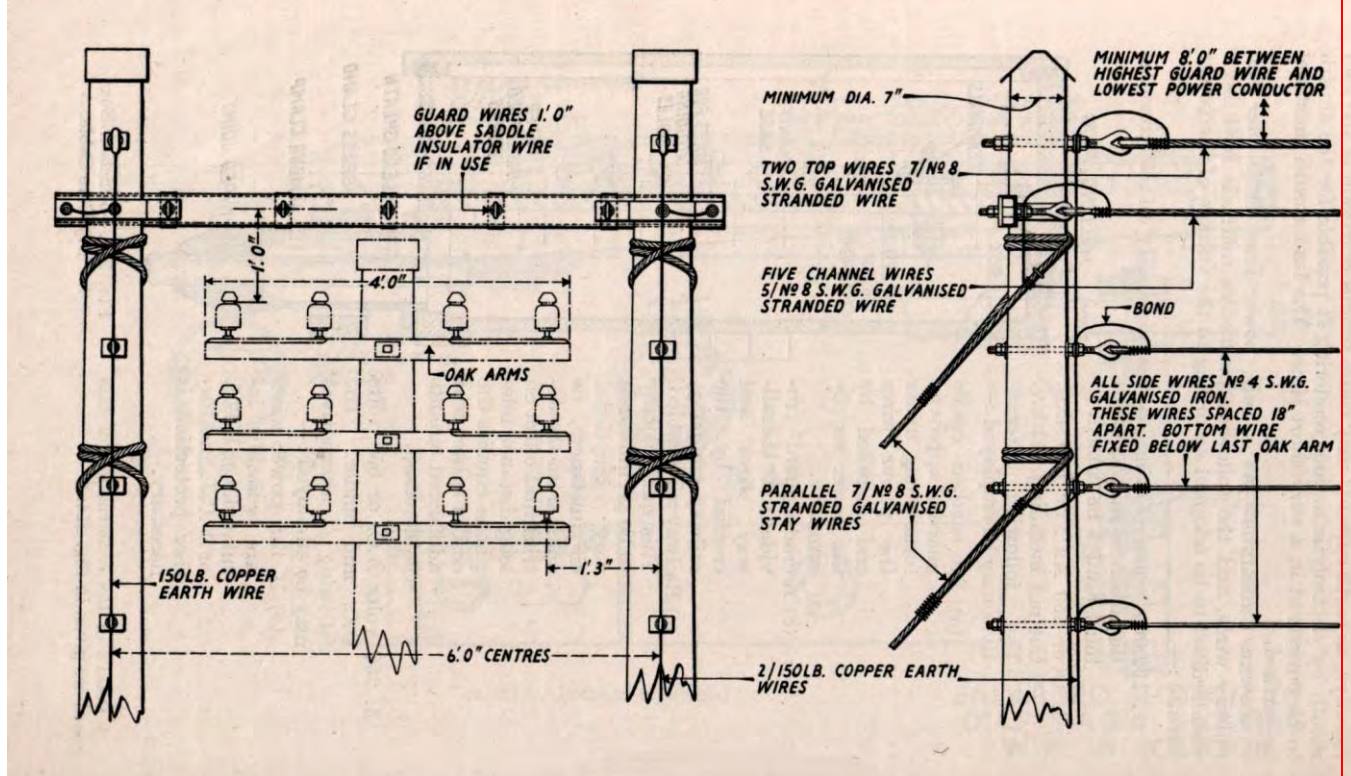 GUARD WIRES 1'.0"
ABOVE SADDLE
INSULATOR WIRE
IF IN USE
1'.0"
4'.0"
OAK ARMS
1'.3"
150LB. COPPER
EARTH WIRE
6'.0" CENTRES
MINIMUM DIA. 7"
MINIMUM 8'.0" BETWEEN
HIGHEST GUARD WIRE AND
LOWEST POWER CONDUCTOR
TWO TOP WIRES 7/Nº 8
S.W.G. GALVANISED
STRANDED WIRE
FIVE CHANNEL WIRES
5/Nº 8 S.W.G. GALVANISED
STRANDED WIRE
BOND
ALL SIDE WIRES Nº 4 S.W.G.
GALVANISED IRON.
THESE WIRES SPACED 18"
APART. BOTTOM WIRE
FIXED BELOW LAST OAK ARM
PARALLEL 7/Nº 8 S.W.G.
STRANDED GALVANISED
STAY WIRES
2/150LB. COPPER EARTH
WIRES